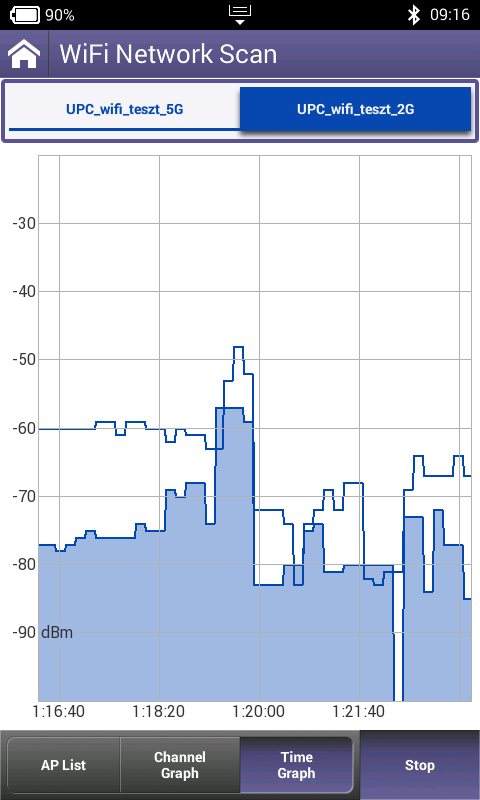 90%
09:16
WiFi Network Scan
UPC_wifi_teszt_5G
UPC_wifi_teszt_2G
-30
-40
-50
-60
-70
-80
-90 dBm
1:16:40
1:18:20
1:20:00
1:21:40
AP List
Channel
Graph
Time
Graph
Stop